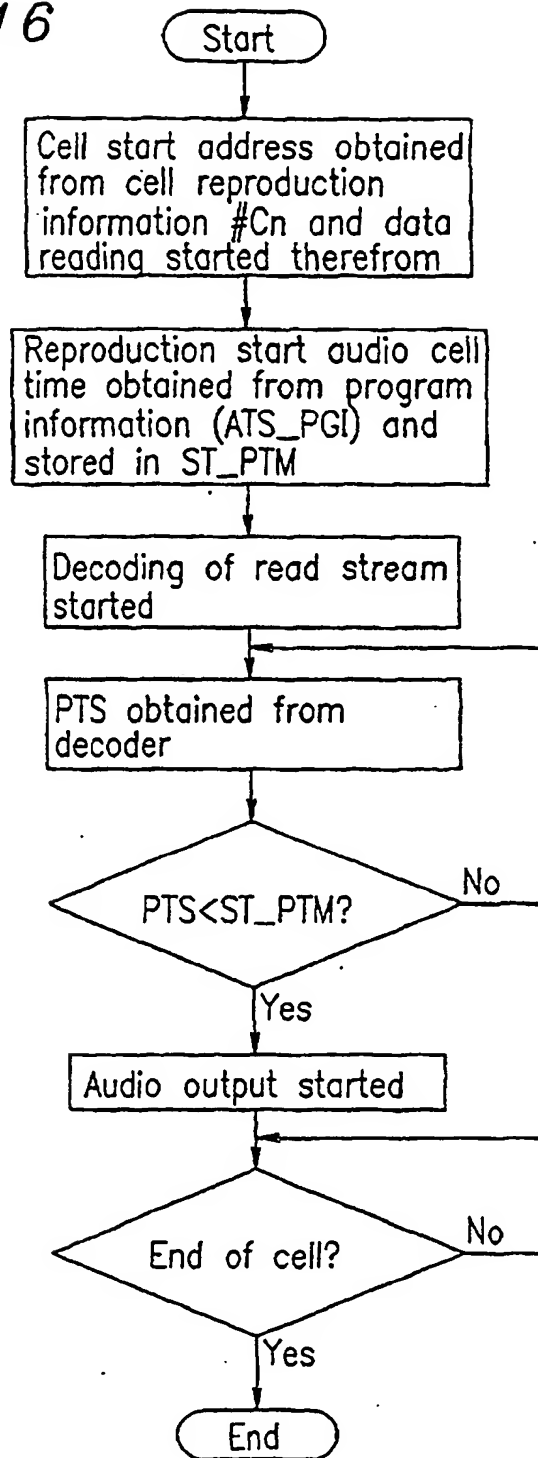 16
Start
Cell start address obtained
from cell reproduction
information #Cn and data
reading started therefrom
Reproduction start audio cell
time obtained from program
information (ATS_PGI) and
stored in ST_PTM
Decoding of read stream
started
PTS obtained from
decoder
PTS<ST_PTM?
No
Yes
Audio output started
End of cell?
No
Yes
End